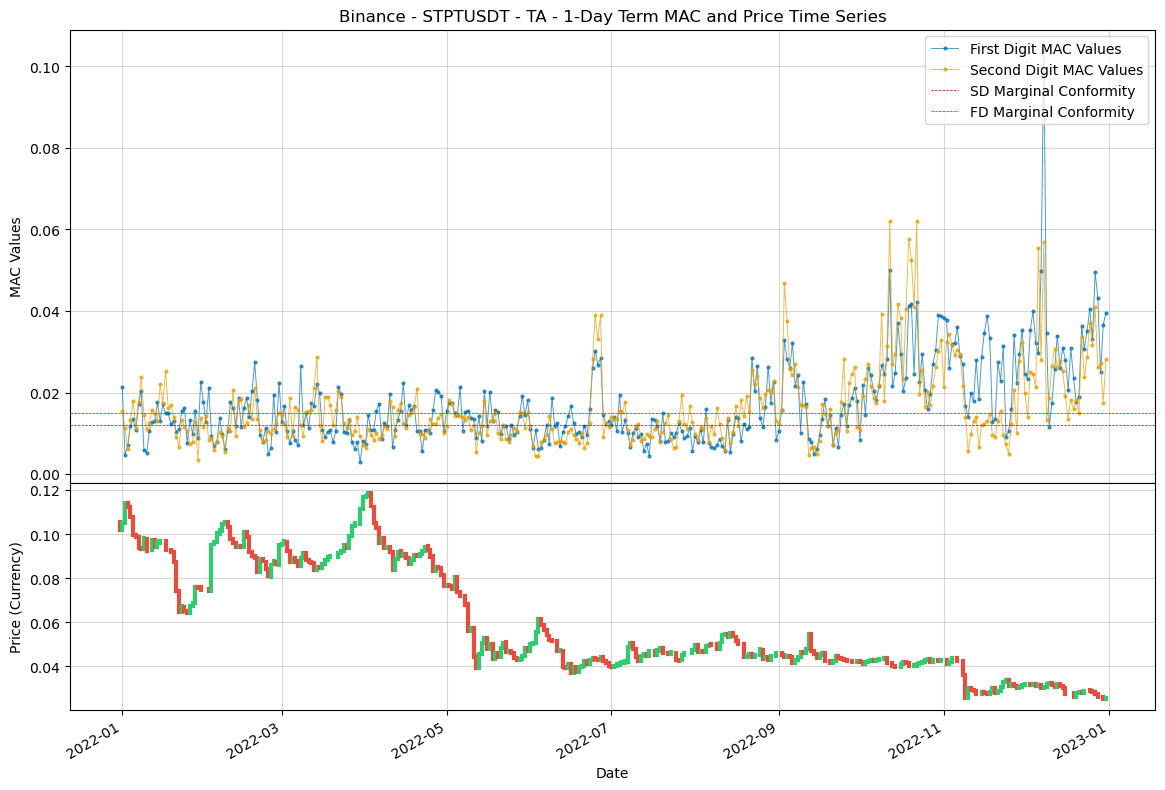 Binance - STPTUSDT - TA - 1-Day Term MAC and Price Time Series
MAC Values
0.10
0.08
0.06
0.04
0.02
0.00
First Digit MAC Values
Second Digit MAC Values
SD Marginal Conformity
FD Marginal Conformity
Price (Currency)
0.12
0.10
0.08
0.06
0.04
2022-01
2022-03
2022-05
2022-07
2022-09
2022-11
2023-01
Date